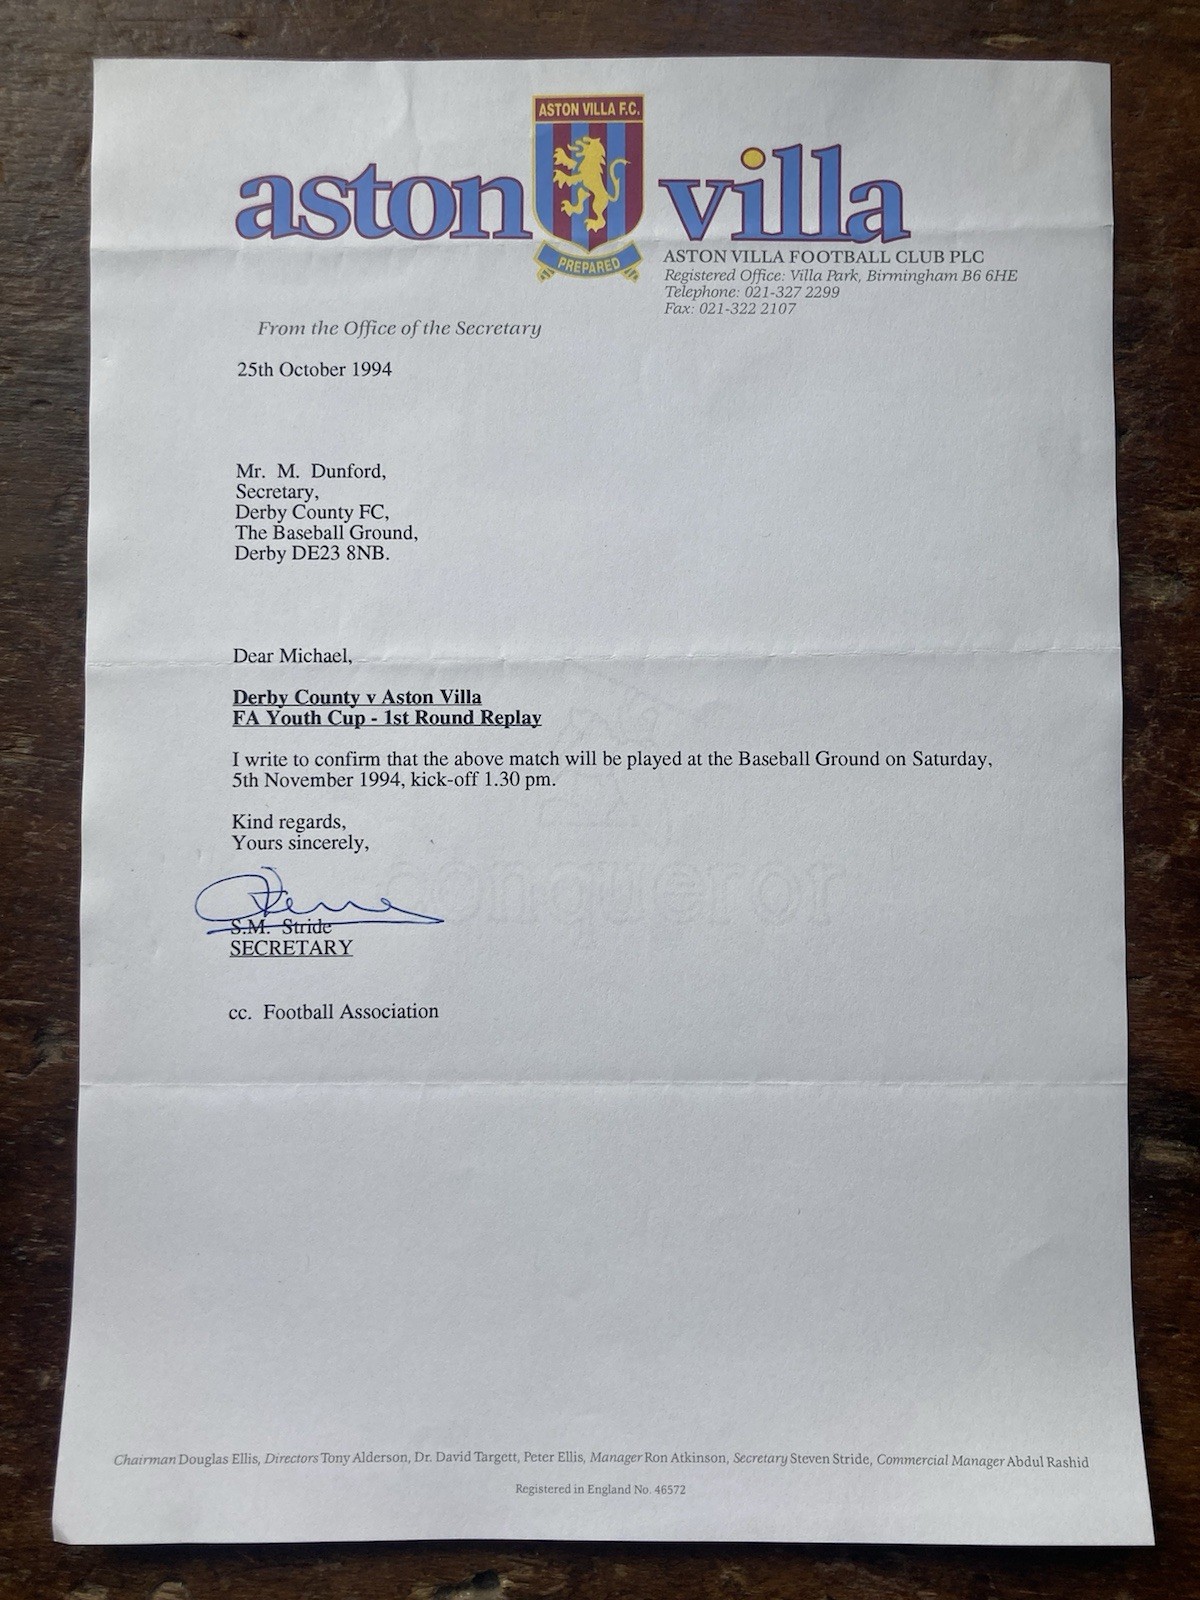 ASTON VILLA F.C.
aston villa
PREPARED
ASTON VILLA FOOTBALL CLUB PLC
Registered Office: Villa Park, Birmingham B6 6HE
Telephone: 021-327 2299
Fax: 021-322 2107
From the Office of the Secretary
25th October 1994
Mr. M. Dunford,
Secretary,
Derby County FC,
The Baseball Ground,
Derby DE23 8NB.
Dear Michael,
Derby County v Aston Villa
FA Youth Cup - 1st Round Replay
I write to confirm that the above match will be played at the Baseball Ground on Saturday,
5th November 1994, kick-off 1.30 pm.
Kind regards,
Yours sincerely,
S.M. Stride
SECRETARY
cc. Football Association
Chairman Douglas Ellis, Directors Tony Alderson, Dr. David Targett, Peter Ellis, Manager Ron Atkinson, Secretary Steven Stride, Commercial Manager Abdul Rashid
Registered in England No. 46572